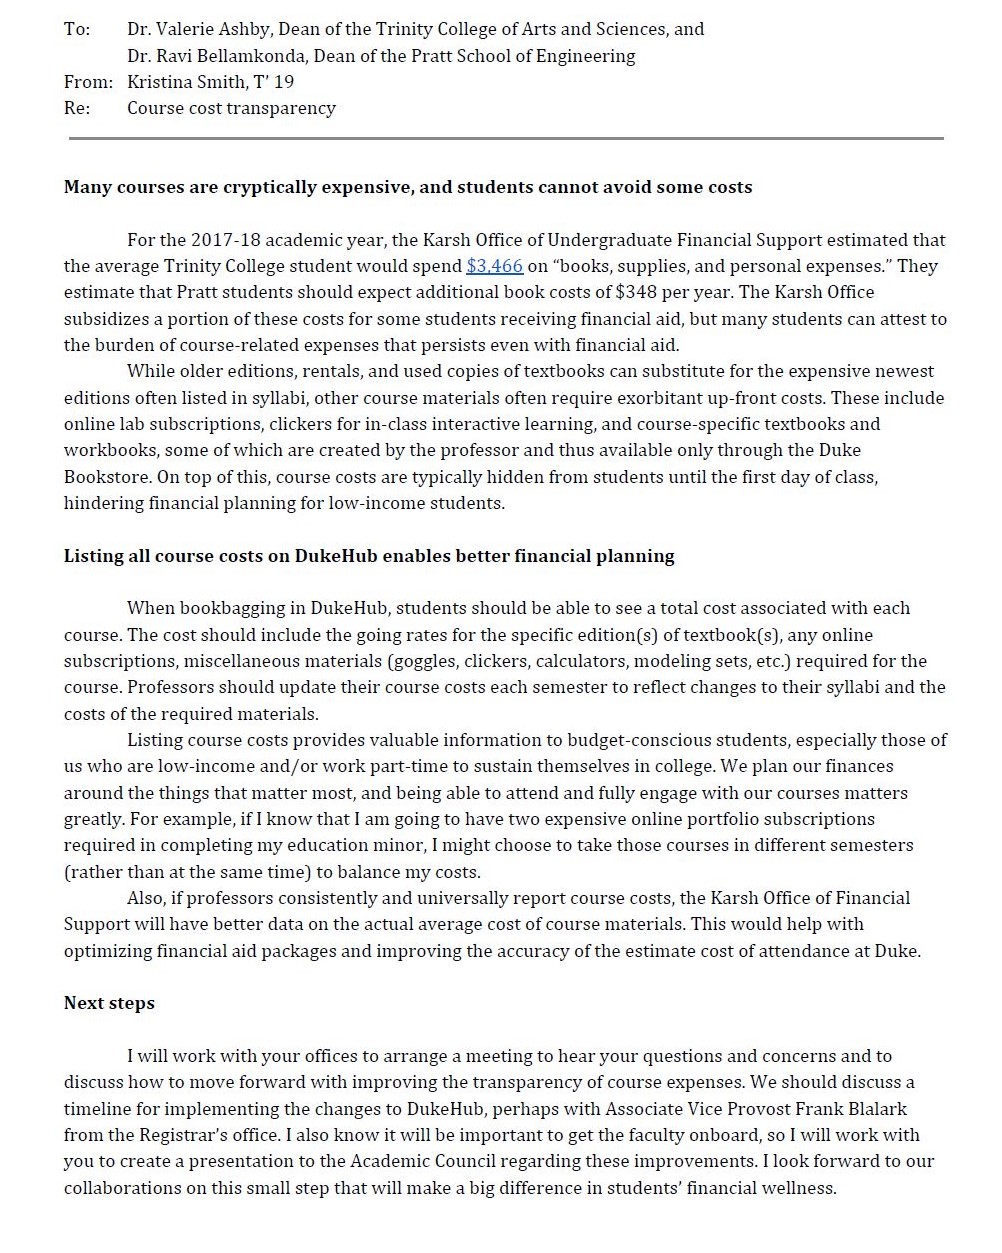 To: Dr. Valerie Ashby, Dean of the Trinity College of Arts and Sciences, and
Dr. Ravi Bellamkonda, Dean of the Pratt School of Engineering
From: Kristina Smith, T’ 19
Re: Course cost transparency
Many courses are cryptically expensive, and students cannot avoid some costs
For the 2017-18 academic year, the Karsh Office of Undergraduate Financial Support estimated that
the average Trinity College student would spend $3,466 on “books, supplies, and personal expenses.” They
estimate that Pratt students should expect additional book costs of $348 per year. The Karsh Office
subsidizes a portion of these costs for some students receiving financial aid, but many students can attest to
the burden of course-related expenses that persists even with financial aid.
While older editions, rentals, and used copies of textbooks can substitute for the expensive newest
editions often listed in syllabi, other course materials often require exorbitant up-front costs. These include
online lab subscriptions, clickers for in-class interactive learning, and course-specific textbooks and
workbooks, some of which are created by the professor and thus available only through the Duke
Bookstore. On top of this, course costs are typically hidden from students until the first day of class,
hindering financial planning for low-income students.
Listing all course costs on DukeHub enables better financial planning
When bookbagging in DukeHub, students should be able to see a total cost associated with each
course. The cost should include the going rates for the specific edition(s) of textbook(s), any online
subscriptions, miscellaneous materials (goggles, clickers, calculators, modeling sets, etc.) required for the
course. Professors should update their course costs each semester to reflect changes to their syllabi and the
costs of the required materials.
Listing course costs provides valuable information to budget-conscious students, especially those of
us who are low-income and/or work part-time to sustain themselves in college. We plan our finances
around the things that matter most, and being able to attend and fully engage with our courses matters
greatly. For example, if I know that I am going to have two expensive online portfolio subscriptions
required in completing my education minor, I might choose to take those courses in different semesters
(rather than at the same time) to balance my costs.
Also, if professors consistently and universally report course costs, the Karsh Office of Financial
Support will have better data on the actual average cost of course materials. This would help with
optimizing financial aid packages and improving the accuracy of the estimate cost of attendance at Duke.
Next steps
I will work with your offices to arrange a meeting to hear your questions and concerns and to
discuss how to move forward with improving the transparency of course expenses. We should discuss a
timeline for implementing the changes to DukeHub, perhaps with Associate Vice Provost Frank Blalark
from the Registrar’s office. I also know it will be important to get the faculty onboard, so I will work with
you to create a presentation to the Academic Council regarding these improvements. I look forward to our
collaborations on this small step that will make a big difference in students’ financial wellness.